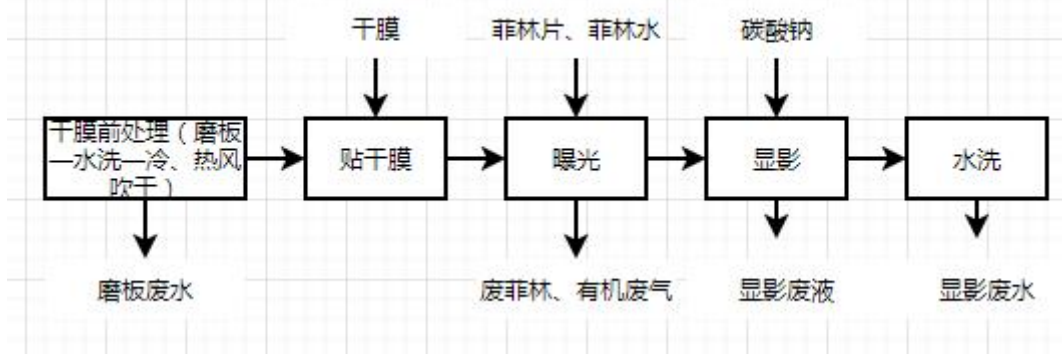 干膜
菲林片、菲林水
碳酸钠
干膜前处理（磨板
—水洗—冷、热风
吹干）
贴干膜
曝光
显影
水洗
磨板废水
废菲林、有机废气
显影废液
显影废水